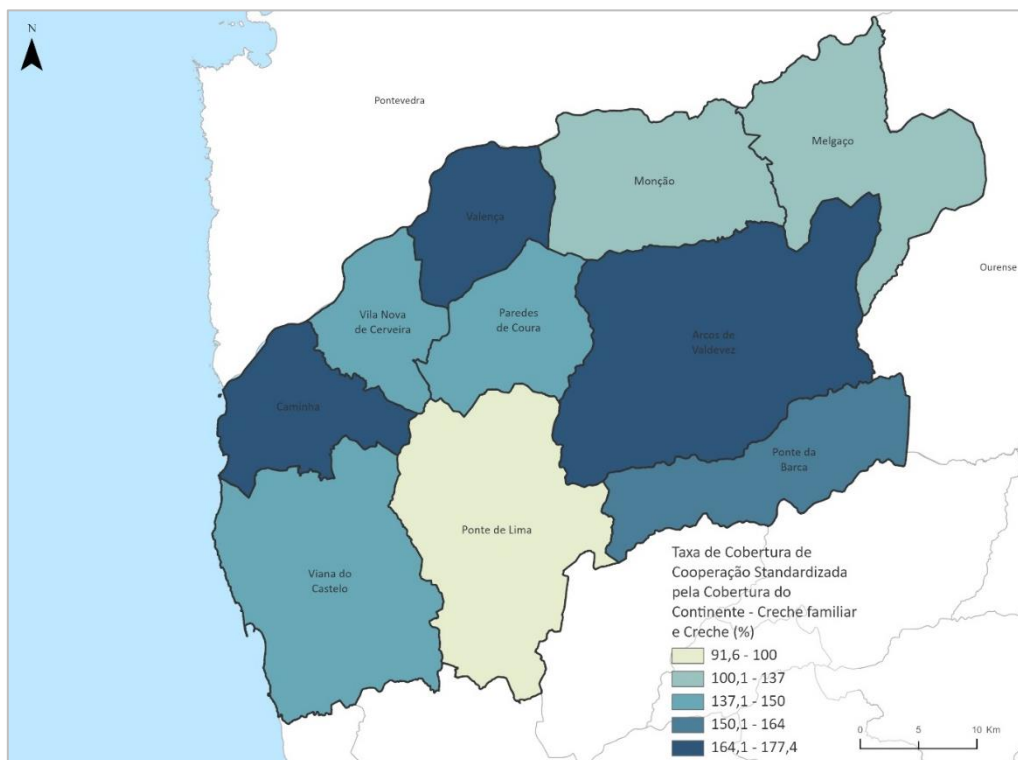 N
Pontevedra
Melgaço
Monção
Valença
Ourense
Vila Nova
de Cerveira
Paredes
de Coura
Arcos de
Valdevez
Caminha
Ponte da
Barca
Ponte de Lima
Viana do
Castelo
Taxa de Cobertura de
Cooperação Standardizada
pela Cobertura do
Continente - Creche familiar
e Creche (%)
91,6 - 100
100,1 - 137
137,1 - 150
150,1 - 164
164,1 - 177,4
0 5 10 Km